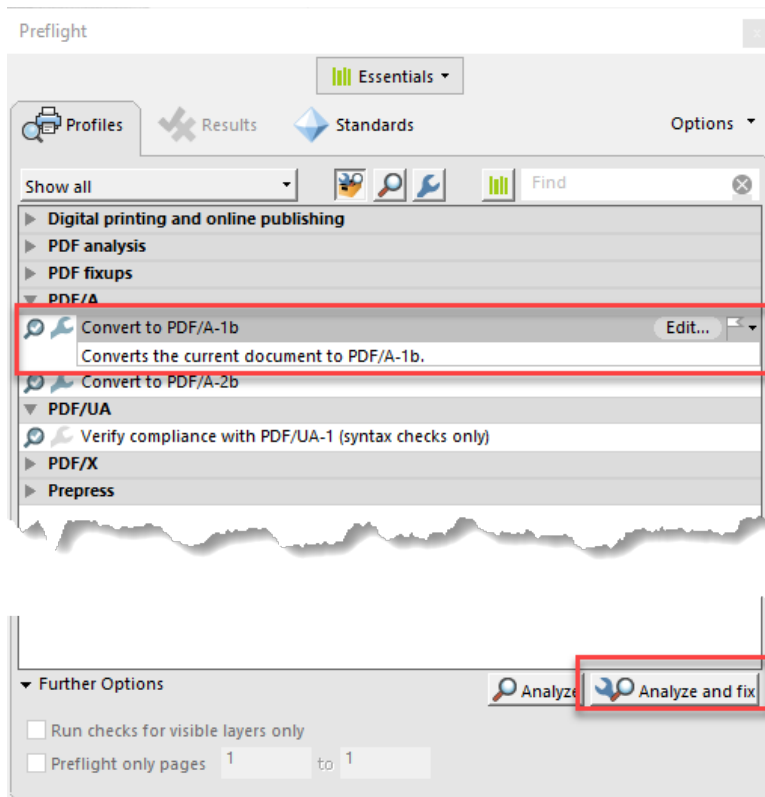 Preflight
x
Essentials
Profiles
Results
Standards
Options
Show all
Find
Digital printing and online publishing
PDF analysis
PDF fixups
PDF/A
Convert to PDF/A-1b
Edit...
Converts the current document to PDF/A-1b.
Convert to PDF/A-2b
PDF/UA
Verify compliance with PDF/UA-1 (syntax checks only)
PDF/X
Prepress
Further Options
Analyze
Analyze and fix
Run checks for visible layers only
Preflight only pages 1 to 1